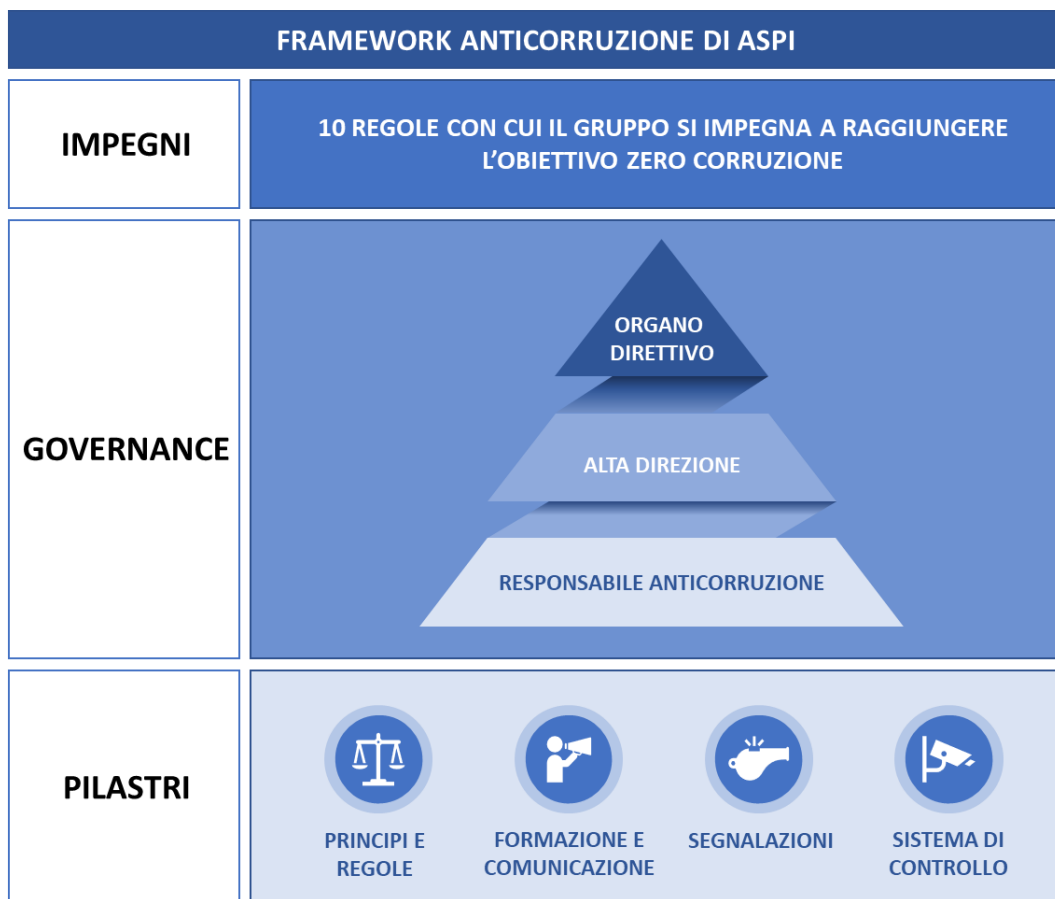 FRAMEWORK ANTICORRUZIONE DI ASPI
IMPEGNI
10 REGOLE CON CUI IL GRUPPO SI IMPEGNA A RAGGIUNGERE
L'OBIETTIVO ZERO CORRUZIONE
GOVERNANCE
ORGANO
DIRETTIVO
ALTA DIREZIONE
RESPONSABILE ANTICORRUZIONE
PILASTRI
PRINCIPI E
REGOLE
FORMAZIONE E
COMUNICAZIONE
SEGNALAZIONI
SISTEMA DI
CONTROLLO